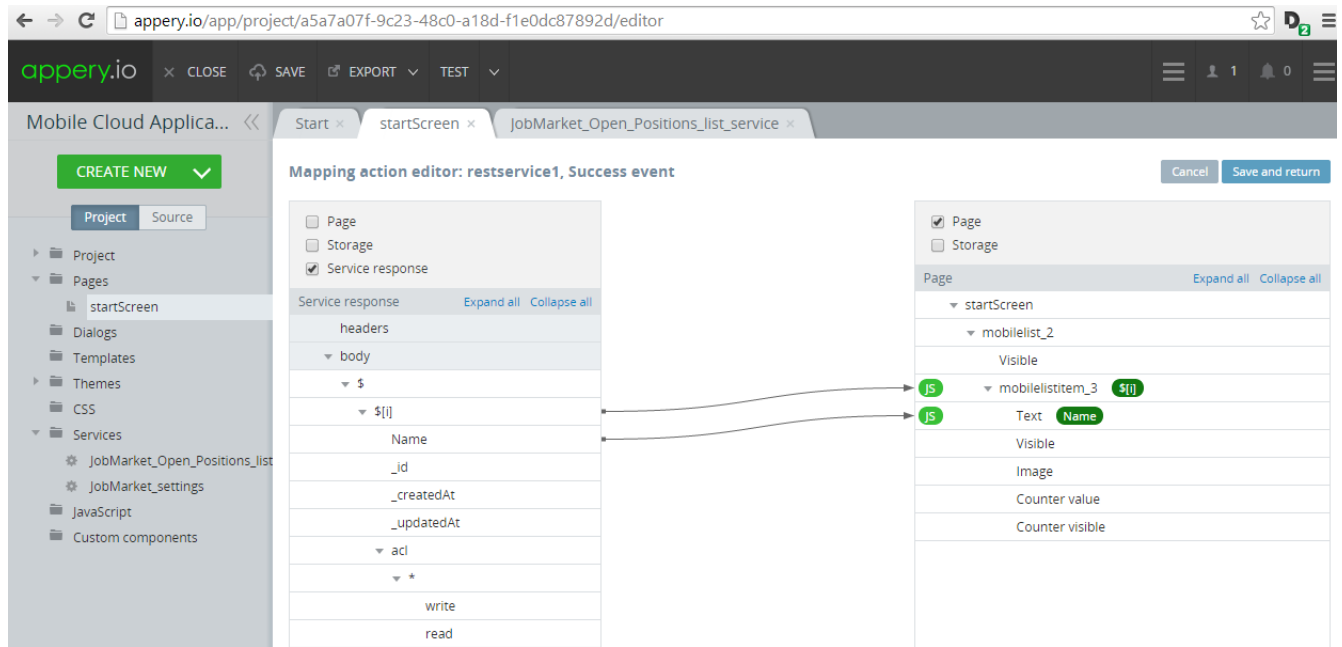 appery.io/app/project/a5a7a07f-9c23-48c0-a18d-f1e0dc87892d/editor
2
appery.io × CLOSE SAVE EXPORT TEST 1 0
Mobile Cloud Applica...
Start × startScreen × JobMarket_Open_Positions_list_service ×
CREATE NEW
Project Source
Project
Pages
startScreen
Dialogs
Templates
Themes
CSS
Services
JobMarket_Open_Positions_list
JobMarket_settings
JavaScript
Custom components
Mapping action editor: restservice1, Success event
Cancel Save and return
Page
Storage
Service response
Service response Expand all Collapse all
headers
body
$
$[i]
Name
_id
_createdAt
_updatedAt
acl
*
write
read
Page
Storage
Page Expand all Collapse all
startScreen
mobilelist_2
Visible
JS mobilelistitem_3 $[i]
JS Text Name
Visible
Image
Counter value
Counter visible